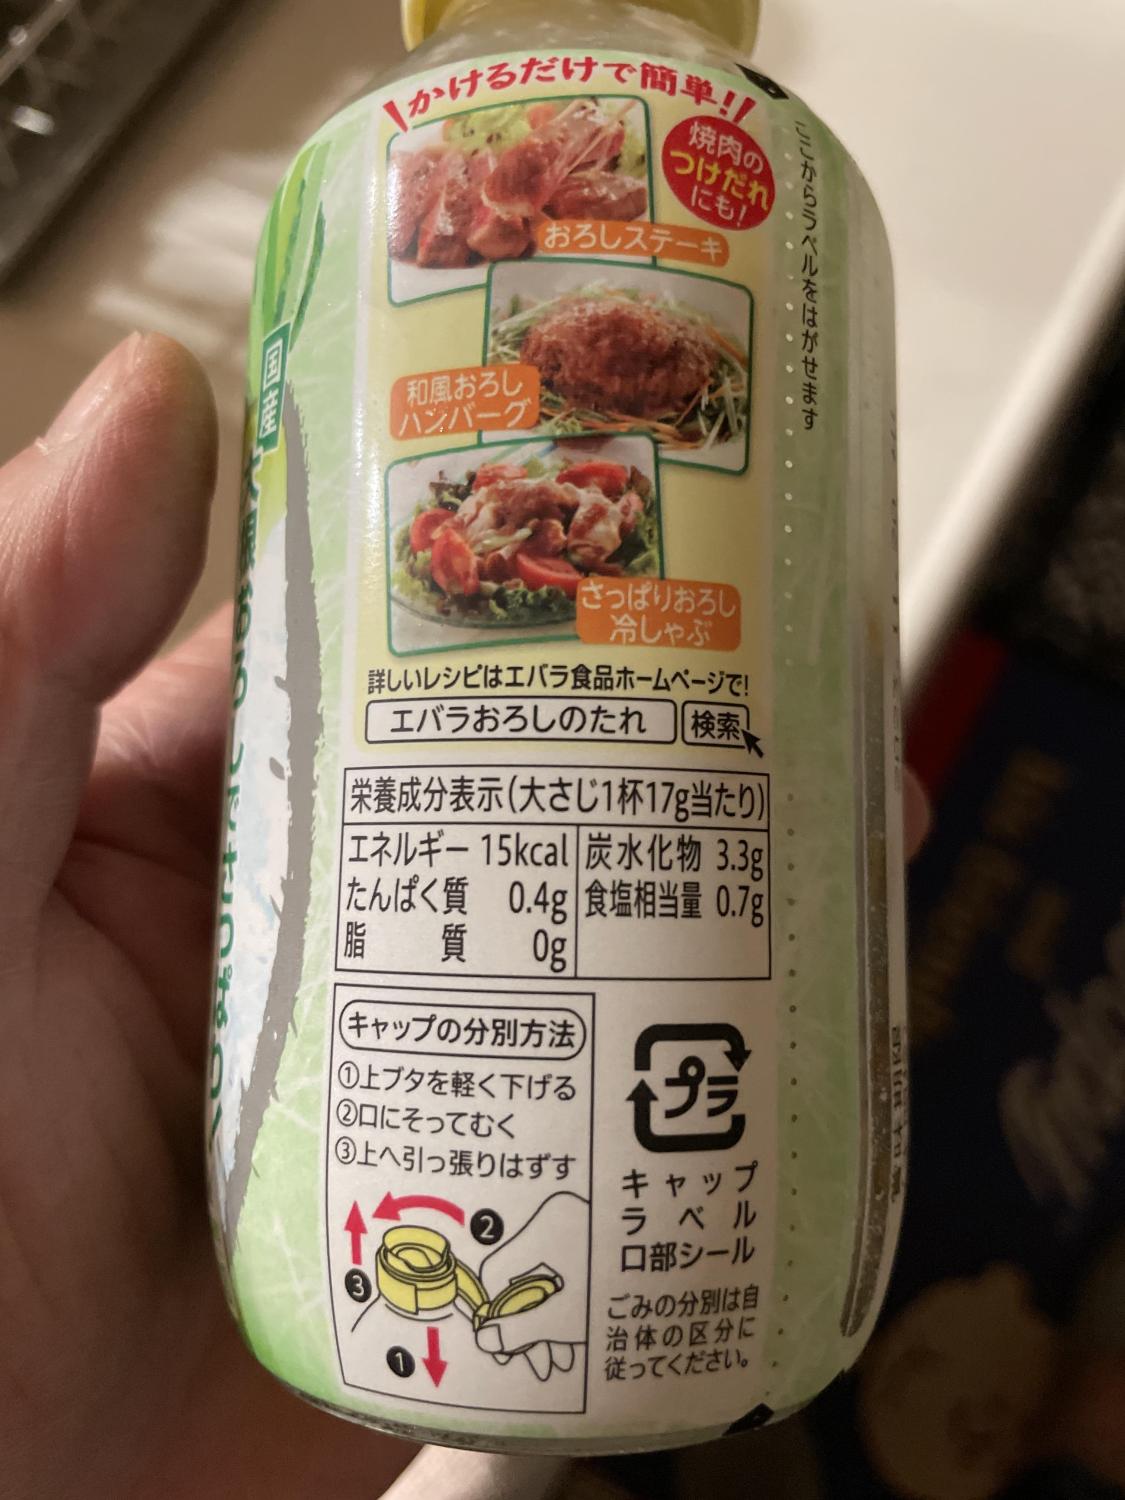 かけるだけで簡単!!
焼肉の
つけだれ
にも!
おろしステーキ
和風おろし
ハンバーグ
さっぱりおろし
冷しゃぶ
詳しいレシピはエバラ食品ホームページで!
エバラおろしのたれ 検索
栄養成分表示(大さじ1杯17g当たり)
エネルギー 15kcal 炭水化物 3.3g
たんぱく質 0.4g 食塩相当量 0.7g
脂質 0g
キャップの分別方法
①上ブタを軽く下げる
②口にそってむく
③上へ引っ張りはずす
❷
❸
❶
プラ
キャップ
ラベル
口部シール
ごみの分別は自
治体の区分に
従ってください。
ここからラベルをはがせます
国産